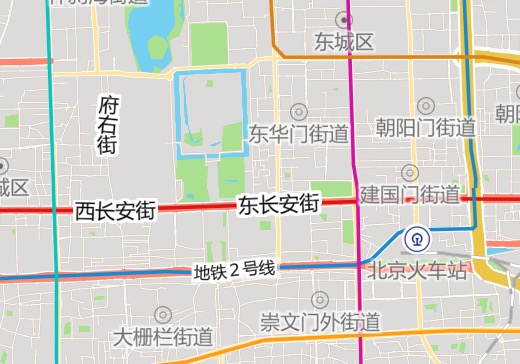 东城区
府
右
街
东华门街道
朝阳门街道
朝
城区
建国门街道
西长安街
东长安街
地铁2号线
北京火车站
大栅栏街道
崇文门外街道